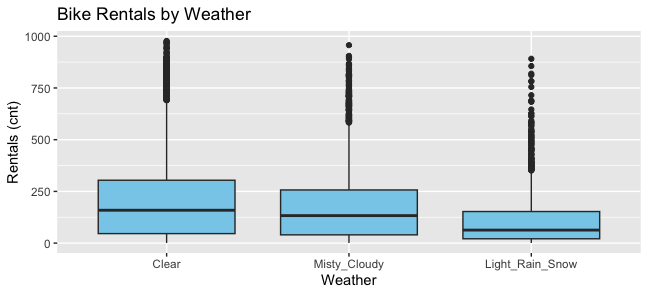 Bike Rentals by Weather
Rentals (cnt)
1000
750
500
250
0
Clear
Misty_Cloudy
Light_Rain_Snow
Weather